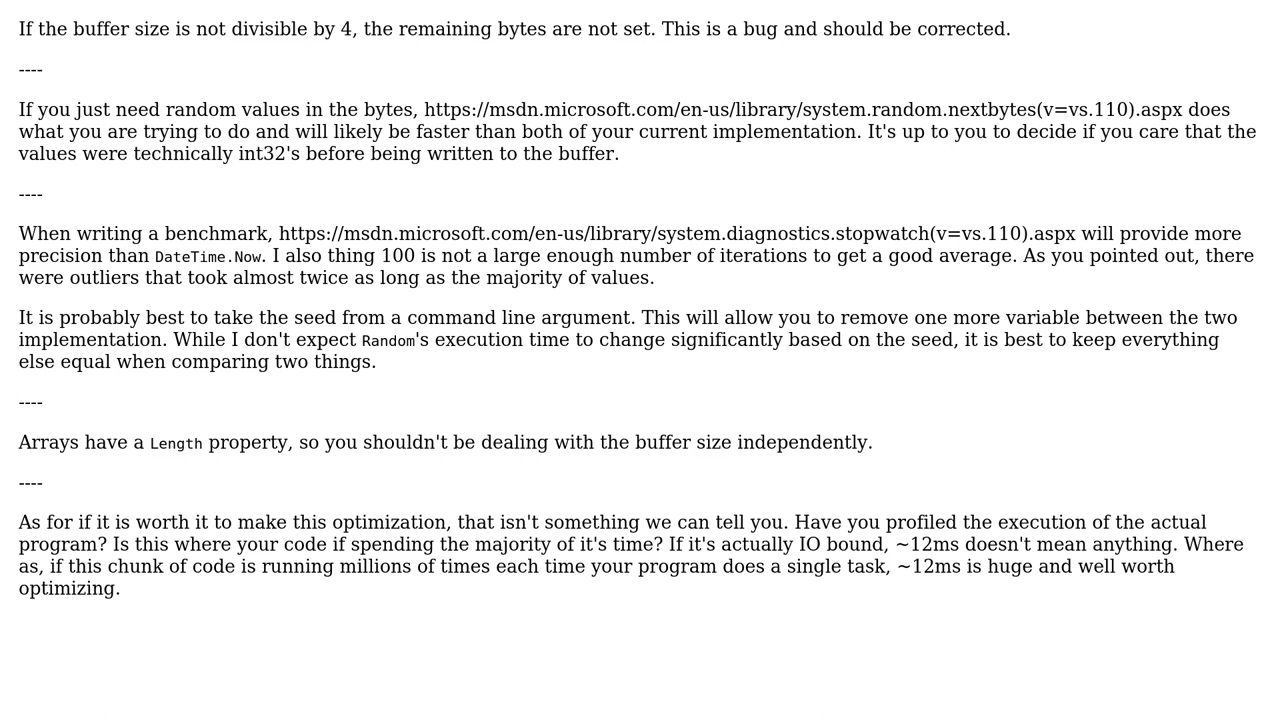 If the buffer size is not divisible by 4, the remaining bytes are not set. This is a bug and should be corrected.
----
If you just need random values in the bytes, https://msdn.microsoft.com/en-us/library/system.random.nextbytes(v=vs.110).aspx does
what you are trying to do and will likely be faster than both of your current implementation. It's up to you to decide if you care that the
values were technically int32's before being written to the buffer.
----
When writing a benchmark, https://msdn.microsoft.com/en-us/library/system.diagnostics.stopwatch(v=vs.110).aspx will provide more
precision than DateTime.Now. I also thing 100 is not a large enough number of iterations to get a good average. As you pointed out, there
were outliers that took almost twice as long as the majority of values.
It is probably best to take the seed from a command line argument. This will allow you to remove one more variable between the two
implementation. While I don't expect Random's execution time to change significantly based on the seed, it is best to keep everything
else equal when comparing two things.
----
Arrays have a Length property, so you shouldn't be dealing with the buffer size independently.
----
As for if it is worth it to make this optimization, that isn't something we can tell you. Have you profiled the execution of the actual
program? Is this where your code if spending the majority of it's time? If it's actually IO bound, ~12ms doesn't mean anything. Where
as, if this chunk of code is running millions of times each time your program does a single task, ~12ms is huge and well worth
optimizing.